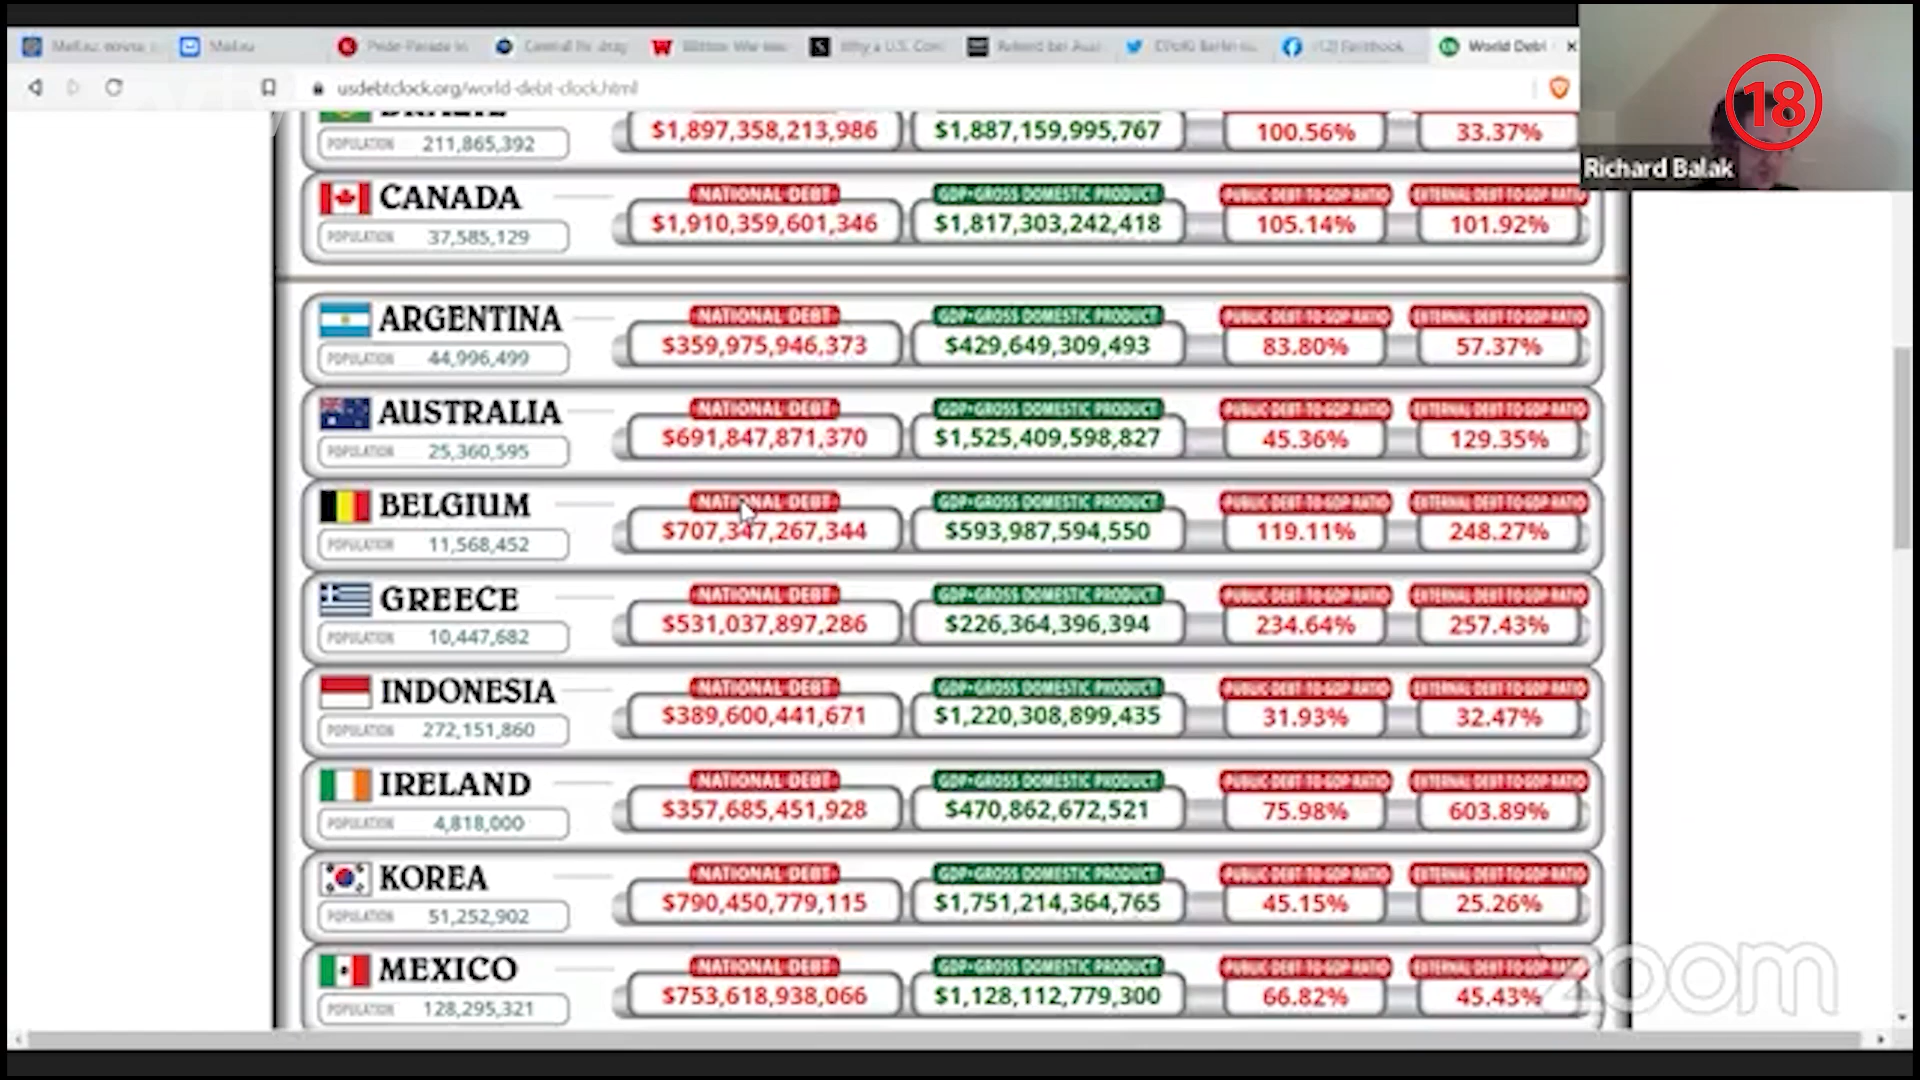 World Debt
usdebtclock.org/world-debt-clock.html
18
Richard Balak
POPULATION 211,865,392
$1,897,358,213,986
$1,887,159,995,767
100.56%
33.37%
CANADA
POPULATION 37,585,129
NATIONAL DEBT
$1,910,359,601,346
GDP•GROSS DOMESTIC PRODUCT
$1,817,303,242,418
PUBLIC DEBT TO GDP RATIO
105.14%
EXTERNAL DEBT TO GDP RATIO
101.92%
ARGENTINA
POPULATION 44,996,499
NATIONAL DEBT
$359,975,946,373
GDP•GROSS DOMESTIC PRODUCT
$429,649,309,493
PUBLIC DEBT TO GDP RATIO
83.80%
EXTERNAL DEBT TO GDP RATIO
57.37%
AUSTRALIA
POPULATION 25,360,595
NATIONAL DEBT
$691,847,871,370
GDP•GROSS DOMESTIC PRODUCT
$1,525,409,598,827
PUBLIC DEBT TO GDP RATIO
45.36%
EXTERNAL DEBT TO GDP RATIO
129.35%
BELGIUM
POPULATION 11,568,452
NATIONAL DEBT
$707,347,267,344
GDP•GROSS DOMESTIC PRODUCT
$593,987,594,550
PUBLIC DEBT TO GDP RATIO
119.11%
EXTERNAL DEBT TO GDP RATIO
248.27%
GREECE
POPULATION 10,447,682
NATIONAL DEBT
$531,037,897,286
GDP•GROSS DOMESTIC PRODUCT
$226,364,396,394
PUBLIC DEBT TO GDP RATIO
234.64%
EXTERNAL DEBT TO GDP RATIO
257.43%
INDONESIA
POPULATION 272,151,860
NATIONAL DEBT
$389,600,441,671
GDP•GROSS DOMESTIC PRODUCT
$1,220,308,899,435
PUBLIC DEBT TO GDP RATIO
31.93%
EXTERNAL DEBT TO GDP RATIO
32.47%
IRELAND
POPULATION 4,818,000
NATIONAL DEBT
$357,685,451,928
GDP•GROSS DOMESTIC PRODUCT
$470,862,672,521
PUBLIC DEBT TO GDP RATIO
75.98%
EXTERNAL DEBT TO GDP RATIO
603.89%
KOREA
POPULATION 51,252,902
NATIONAL DEBT
$790,450,779,115
GDP•GROSS DOMESTIC PRODUCT
$1,751,214,364,765
PUBLIC DEBT TO GDP RATIO
45.15%
EXTERNAL DEBT TO GDP RATIO
25.26%
MEXICO
POPULATION 128,295,321
NATIONAL DEBT
$753,618,938,066
GDP•GROSS DOMESTIC PRODUCT
$1,128,112,779,300
PUBLIC DEBT TO GDP RATIO
66.82%
EXTERNAL DEBT TO GDP RATIO
45.43%
zoom